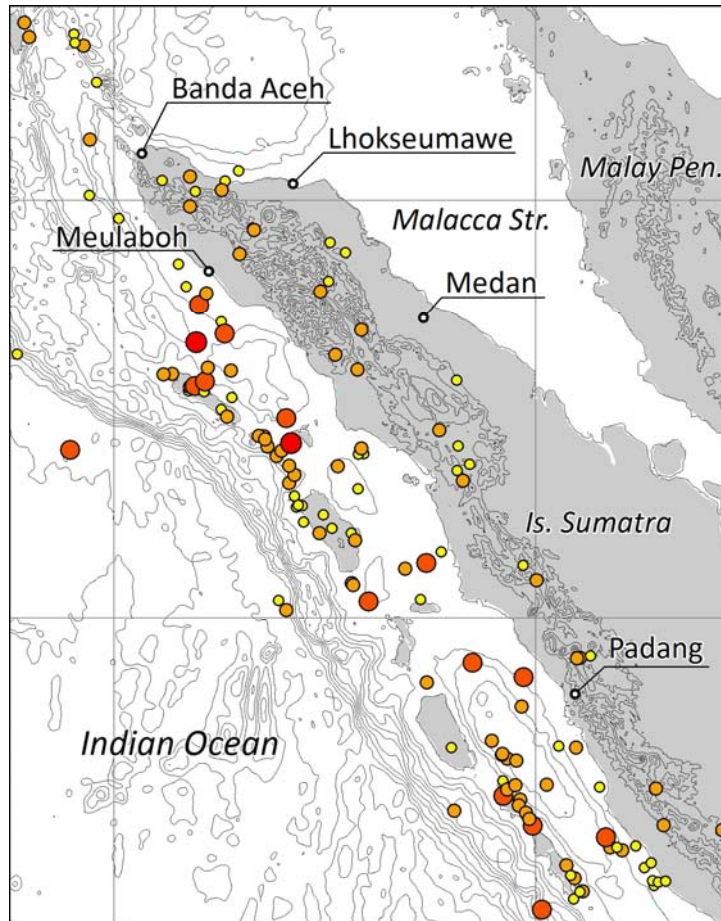 Banda Aceh
Lhokseumawe
Malay Pen.
Malacca Str.
Meulaboh
Medan
Is. Sumatra
Padang
Indian Ocean